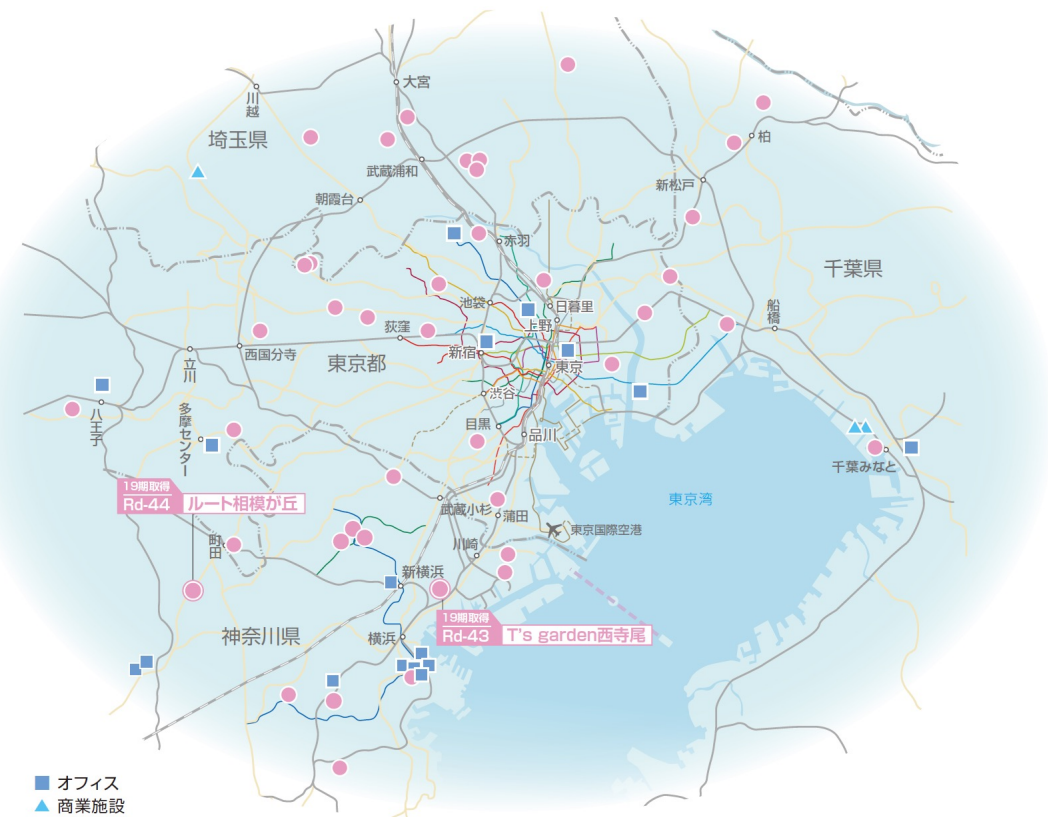 大宮
川越
埼玉県
柏
武蔵浦和
新松戸
朝霞台
赤羽
千葉県
池袋
日暮里
上野
船橋
荻窪
新宿
西国分寺
東京都
東京
立川
渋谷
八王子
多摩センター
目黒
品川
千葉みなと
19期取得
Rd-44
ルート相模が丘
東京湾
武蔵小杉
蒲田
東京国際空港
町田
川崎
新横浜
19期取得
Rd-43
T's garden西寺尾
神奈川県
横浜
オフィス
商業施設